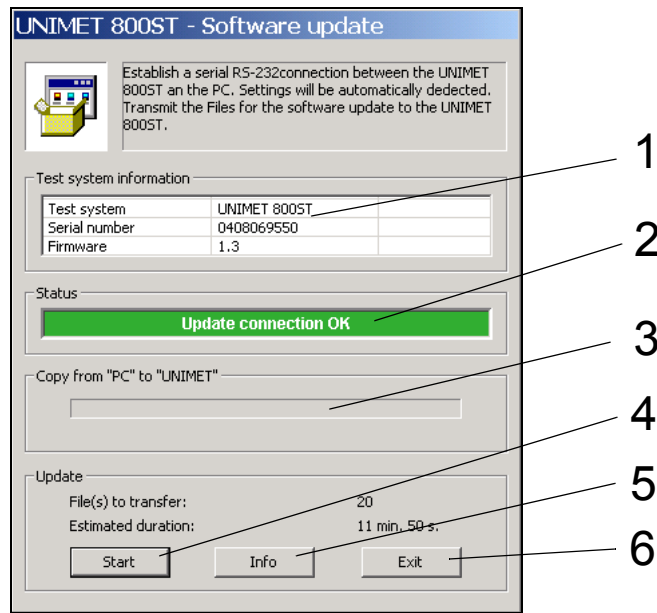 UNIMET 800ST - Software update
Establish a serial RS-232connection between the UNIMET
800ST an the PC. Settings will be automatically dedected.
Transmit the Files for the software update to the UNIMET
800ST.
1
Test system information
Test system UNIMET 800ST
Serial number 0408069550
Firmware 1.3
2
Status
Update connection OK
3
Copy from "PC" to "UNIMET"
4
Update
File(s) to transfer: 20
5
Estimated duration: 11 min, 50 s.
Start Info Exit
6